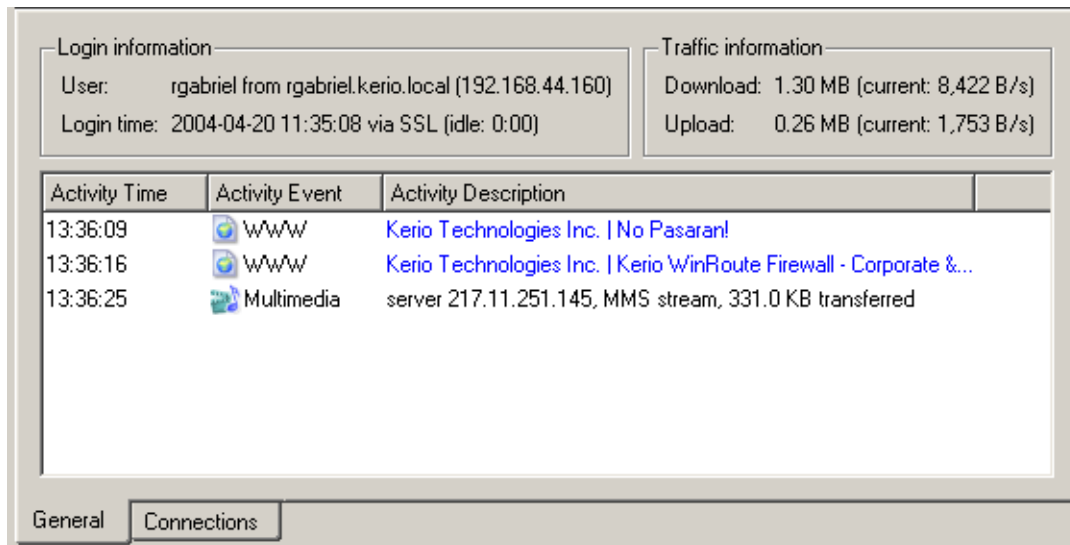 Login information
User: rgabriel from rgabriel.kerio.local (192.168.44.160)
Login time: 2004-04-20 11:35:08 via SSL (idle: 0:00)
Traffic information
Download: 1.30 MB (current: 8,422 B/s)
Upload: 0.26 MB (current: 1,753 B/s)
Activity Time Activity Event Activity Description
13:36:09 WWW Kerio Technologies Inc. | No Pasaran!
13:36:16 WWW Kerio Technologies Inc. | Kerio WinRoute Firewall - Corporate &...
13:36:25 Multimedia server 217.11.251.145, MMS stream, 331.0 KB transferred
General Connections